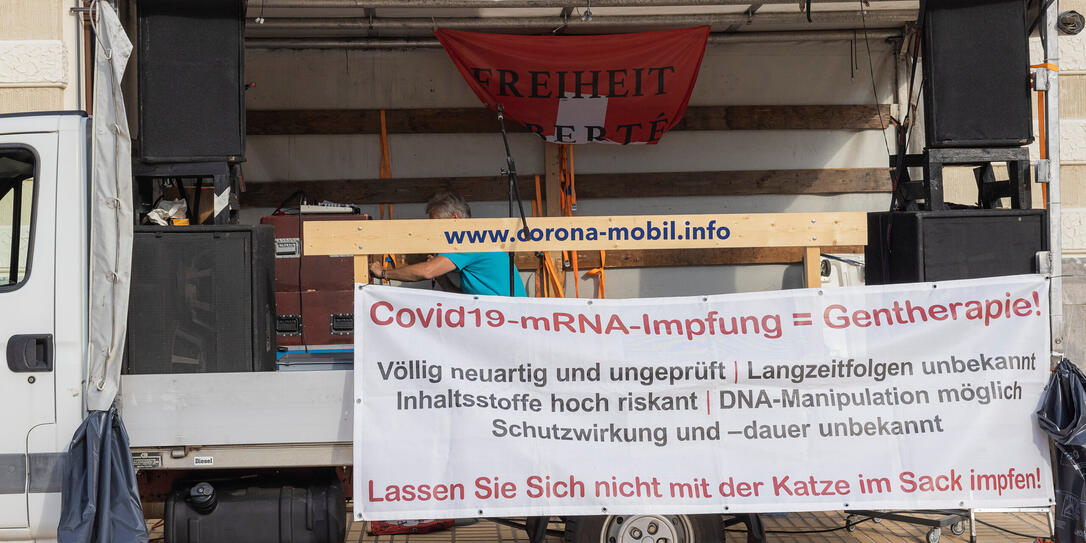 FREIHEIT
LIBERTÉ
www.corona-mobil.info
Covid19-mRNA-Impfung = Gentherapie!
Völlig neuartig und ungeprüft | Langzeitfolgen unbekannt
Inhaltsstoffe hoch riskant | DNA-Manipulation möglich
Schutzwirkung und –dauer unbekannt
Lassen Sie Sich nicht mit der Katze im Sack impfen!
Diesel